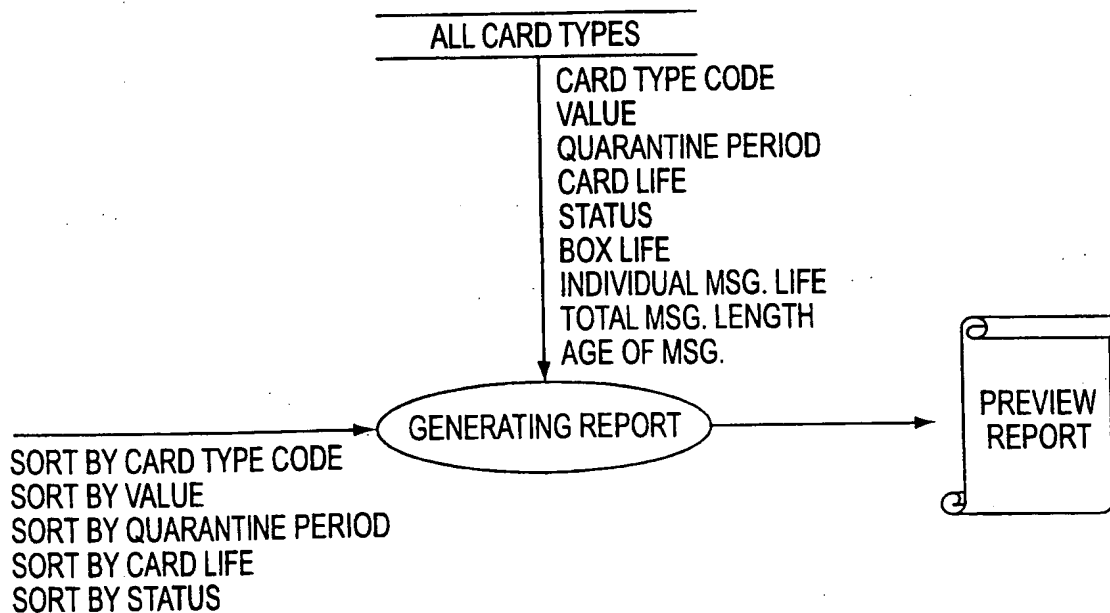 ALL CARD TYPES
CARD TYPE CODE
VALUE
QUARANTINE PERIOD
CARD LIFE
STATUS
BOX LIFE
INDIVIDUAL MSG. LIFE
TOTAL MSG. LENGTH
AGE OF MSG.
GENERATING REPORT
PREVIEW
REPORT
SORT BY CARD TYPE CODE
SORT BY VALUE
SORT BY QUARANTINE PERIOD
SORT BY CARD LIFE
SORT BY STATUS